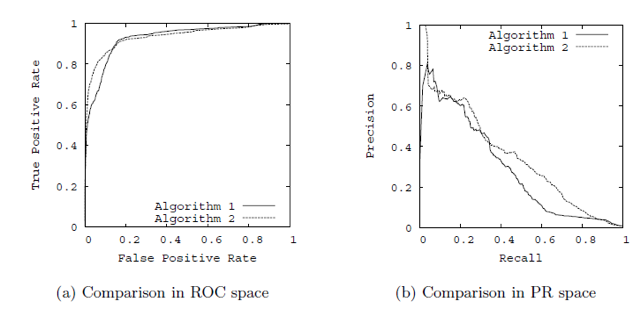 1
0.8
0.6
0.4
0.2
0
0 0.2 0.4 0.6 0.8 1
True Positive Rate
False Positive Rate
Algorithm 1
Algorithm 2
(a) Comparison in ROC space
1
0.8
0.6
0.4
0.2
0
0 0.2 0.4 0.6 0.8 1
Precision
Recall
Algorithm 1
Algorithm 2
(b) Comparison in PR space